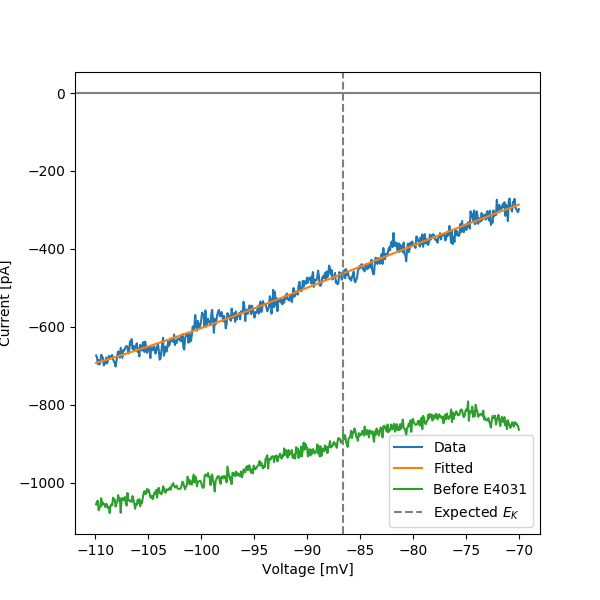 0
−200
−400
−600
−800
−1000
Current [pA]
Data
Fitted
Before E4031
Expected E_K
−110
−105
−100
−95
−90
−85
−80
−75
−70
Voltage [mV]